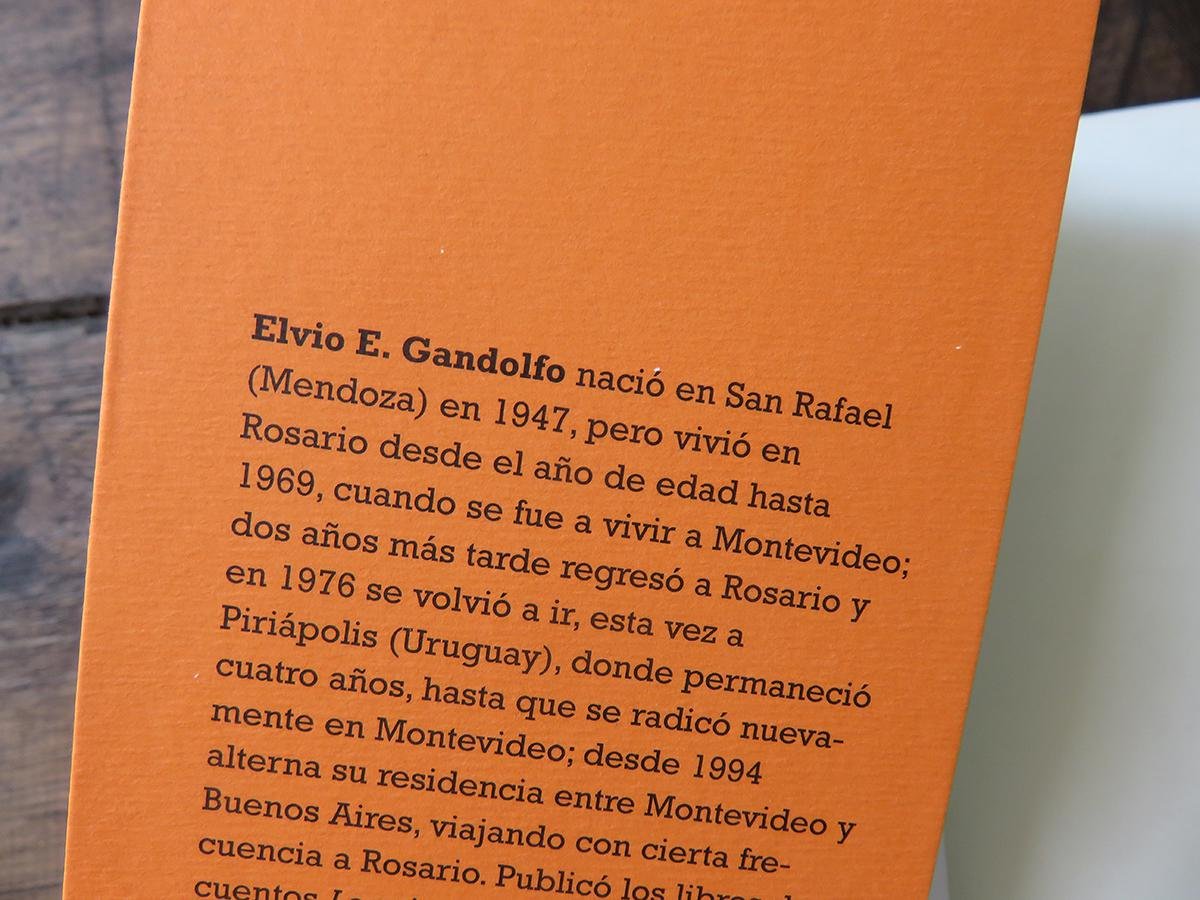 Elvio E. Gandolfo nació en San Rafael
(Mendoza) en 1947, pero vivió en
Rosario desde el año de edad hasta
1969, cuando se fue a vivir a Montevideo;
dos años más tarde regresó a Rosario y
en 1976 se volvió a ir, esta vez a
Piriápolis (Uruguay), donde permaneció
cuatro años, hasta que se radicó nueva-
mente en Montevideo; desde 1994
alterna su residencia entre Montevideo y
Buenos Aires, viajando con cierta fre-
cuencia a Rosario. Publicó los libros
cuentos